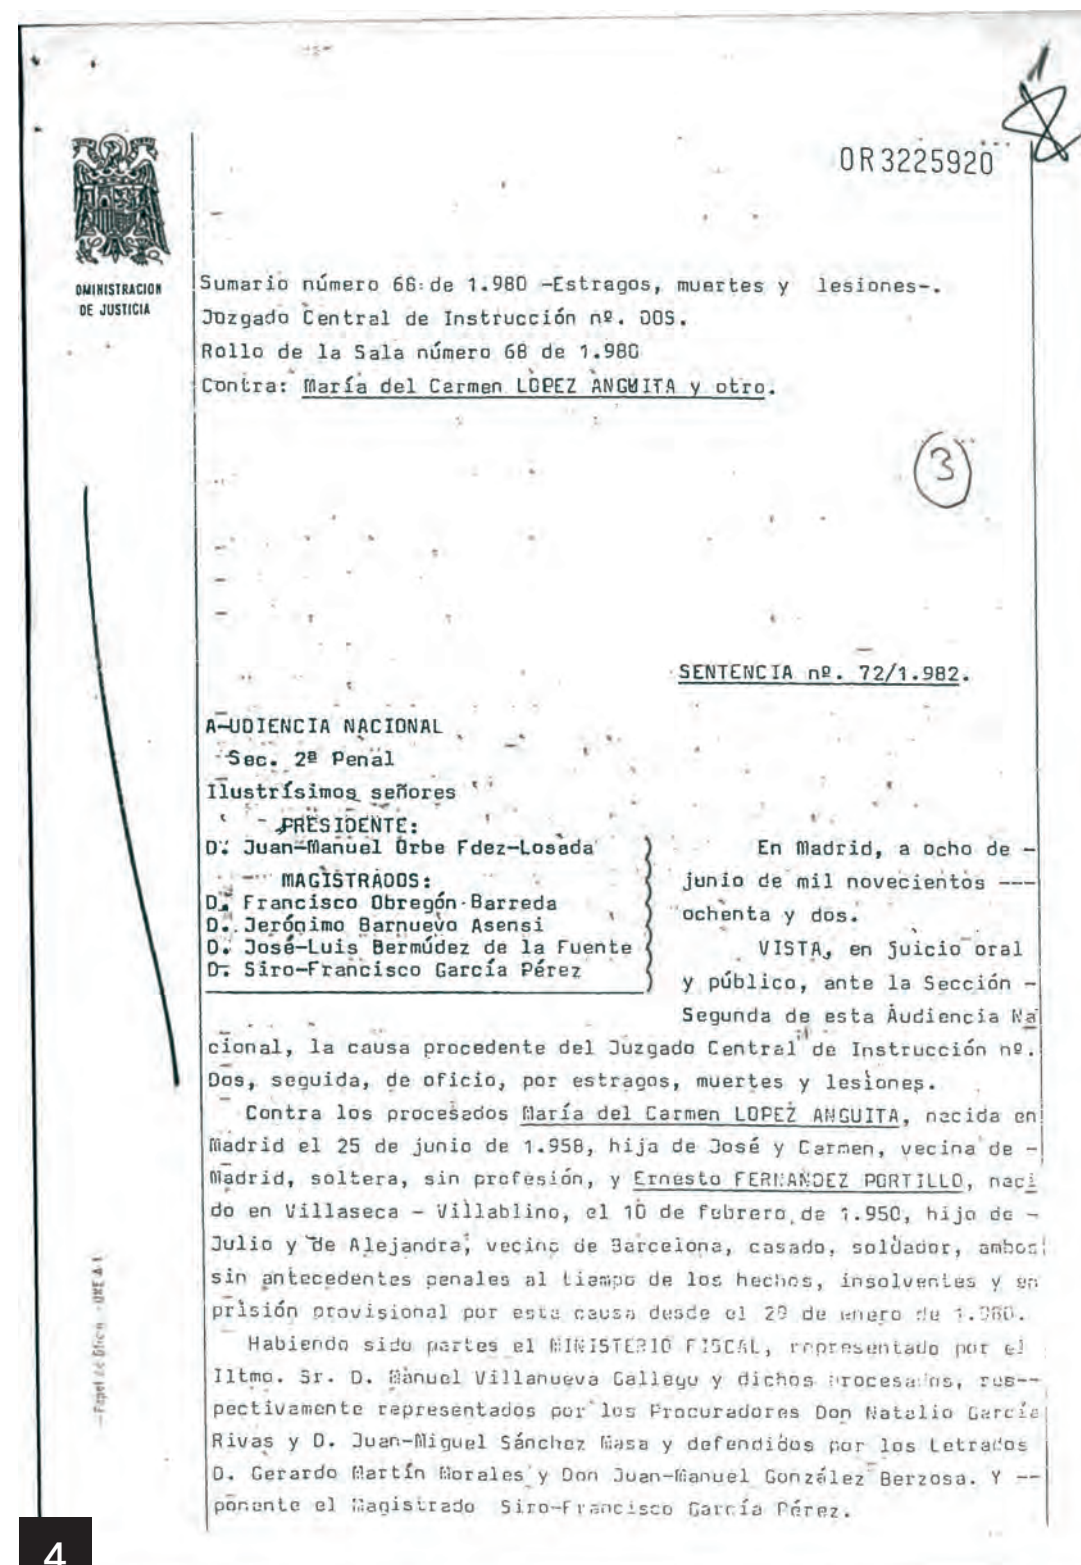 1
OR3225920
OMINISTRACION
DE JUSTICIA
Sumario número 66 de 1.980 -Estragos, muertes y lesiones-.
Juzgado Central de Instrucción nº. DOS.
Rollo de la Sala número 68 de 1.980
Contra: María del Carmen LOPEZ ANGUITA y otro.
3
SENTENCIA nº. 72/1.982.
A-UDIENCIA NACIONAL
Sec. 2ª Penal
Ilustrísimos señores
PRESIDENTE:
D. Juan-Manuel Orbe Fdez-Losada
MAGISTRADOS:
D. Francisco Obregón Barreda
D. Jerónimo Barnuevo Asensi
D. José-Luis Bermúdez de la Fuente
D. Siro-Francisco García Pérez
En Madrid, a ocho de -
junio de mil novecientos ---
ochenta y dos.
VISTA, en juicio oral
y público, ante la Sección -
Segunda de esta Audiencia Na
cional, la causa procedente del Juzgado Central de Instrucción nº.
Dos, seguida, de oficio, por estragos, muertes y lesiones.
Contra los procesados María del Carmen LOPEZ ANGUITA, nacida en
Madrid el 25 de junio de 1.958, hija de José y Carmen, vecina de -
Madrid, soltera, sin profesión, y Ernesto FERNANDEZ PORTILLO, naci
do en Villaseca - Villablino, el 10 de febrero de 1.950, hijo de -
Julio y de Alejandra, vecino de Barcelona, casado, soldador, ambos
sin antecedentes penales al tiempo de los hechos, insolventes y en
prisión provisional por esta causa desde el 29 de enero de 1.980.
Habiendo sido partes el MINISTERIO FISCAL, representado por el
Iltmo. Sr. D. Manuel Villanueva Gallego y dichos procesados, res--
pectivamente representados por los Procuradores Don Natalio García
Rivas y D. Juan-Miguel Sánchez Masa y defendidos por los Letrados
D. Gerardo Martín Morales y Don Juan-Manuel González Berzosa. Y --
ponente el Magistrado Siro-Francisco García Pérez.
Papel de Oficio - UNE A-1
4